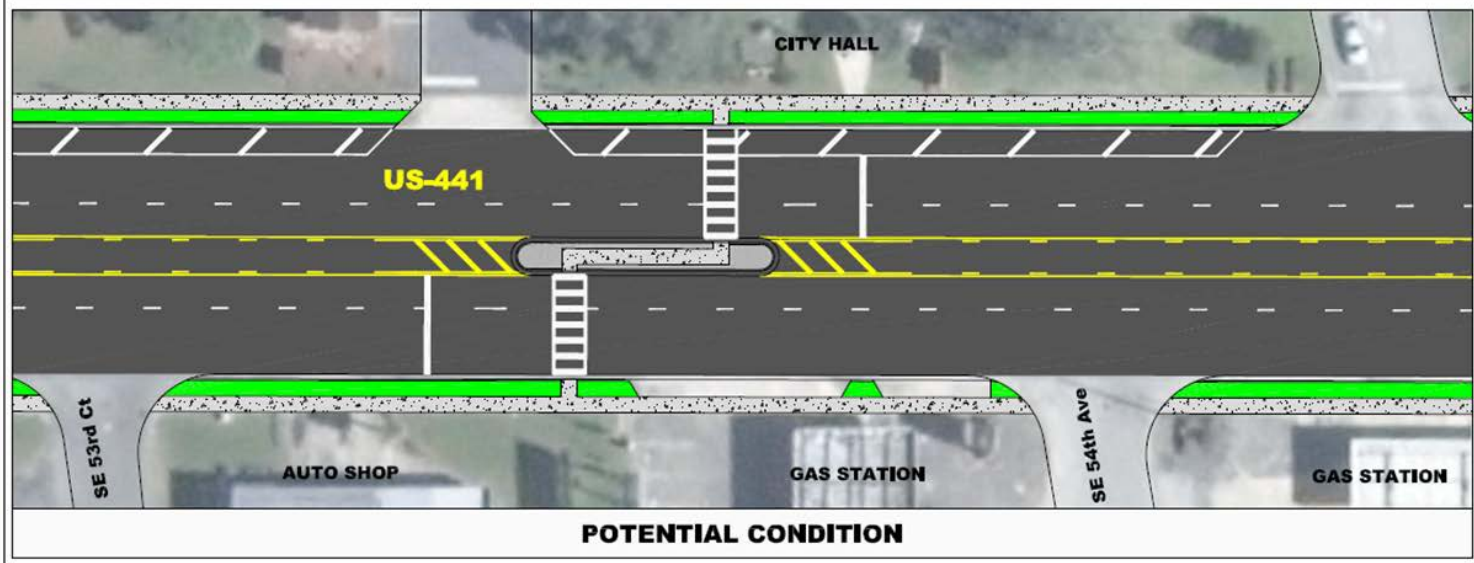 CITY HALL
US-441
SE 53rd Ct
AUTO SHOP
GAS STATION
SE 54th Ave
GAS STATION
POTENTIAL CONDITION